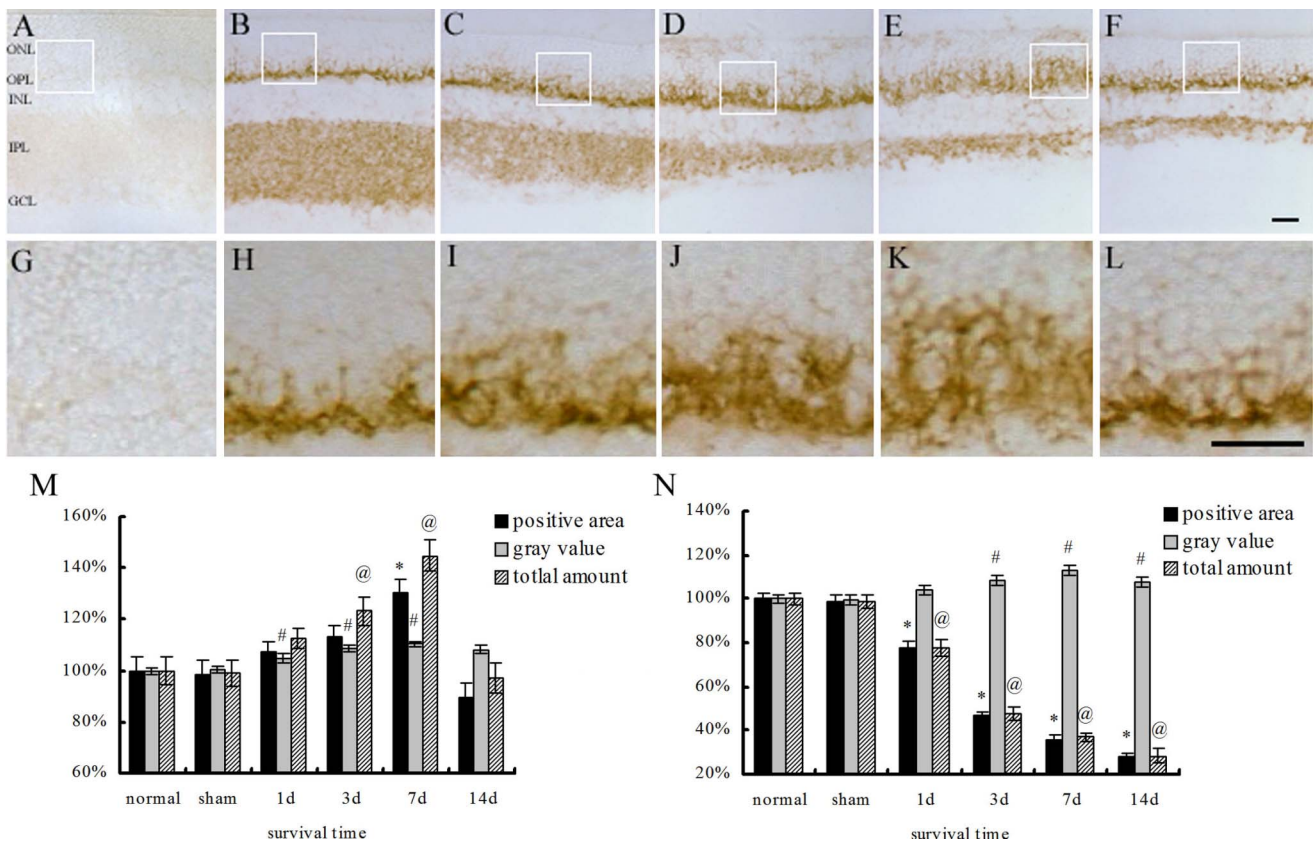 A B C D E F
ONL
OPL
INL
IPL
GCL
G H I J K L
M
160%
140%
120%
100%
80%
60%
positive area
gray value
totlal amount
# # * # @ @
normal sham 1d 3d 7d 14d
survival time
N
140%
120%
100%
80%
60%
40%
20%
positive area
gray value
total amount
* @ * # @ * # @ * # @
normal sham 1d 3d 7d 14d
survival time